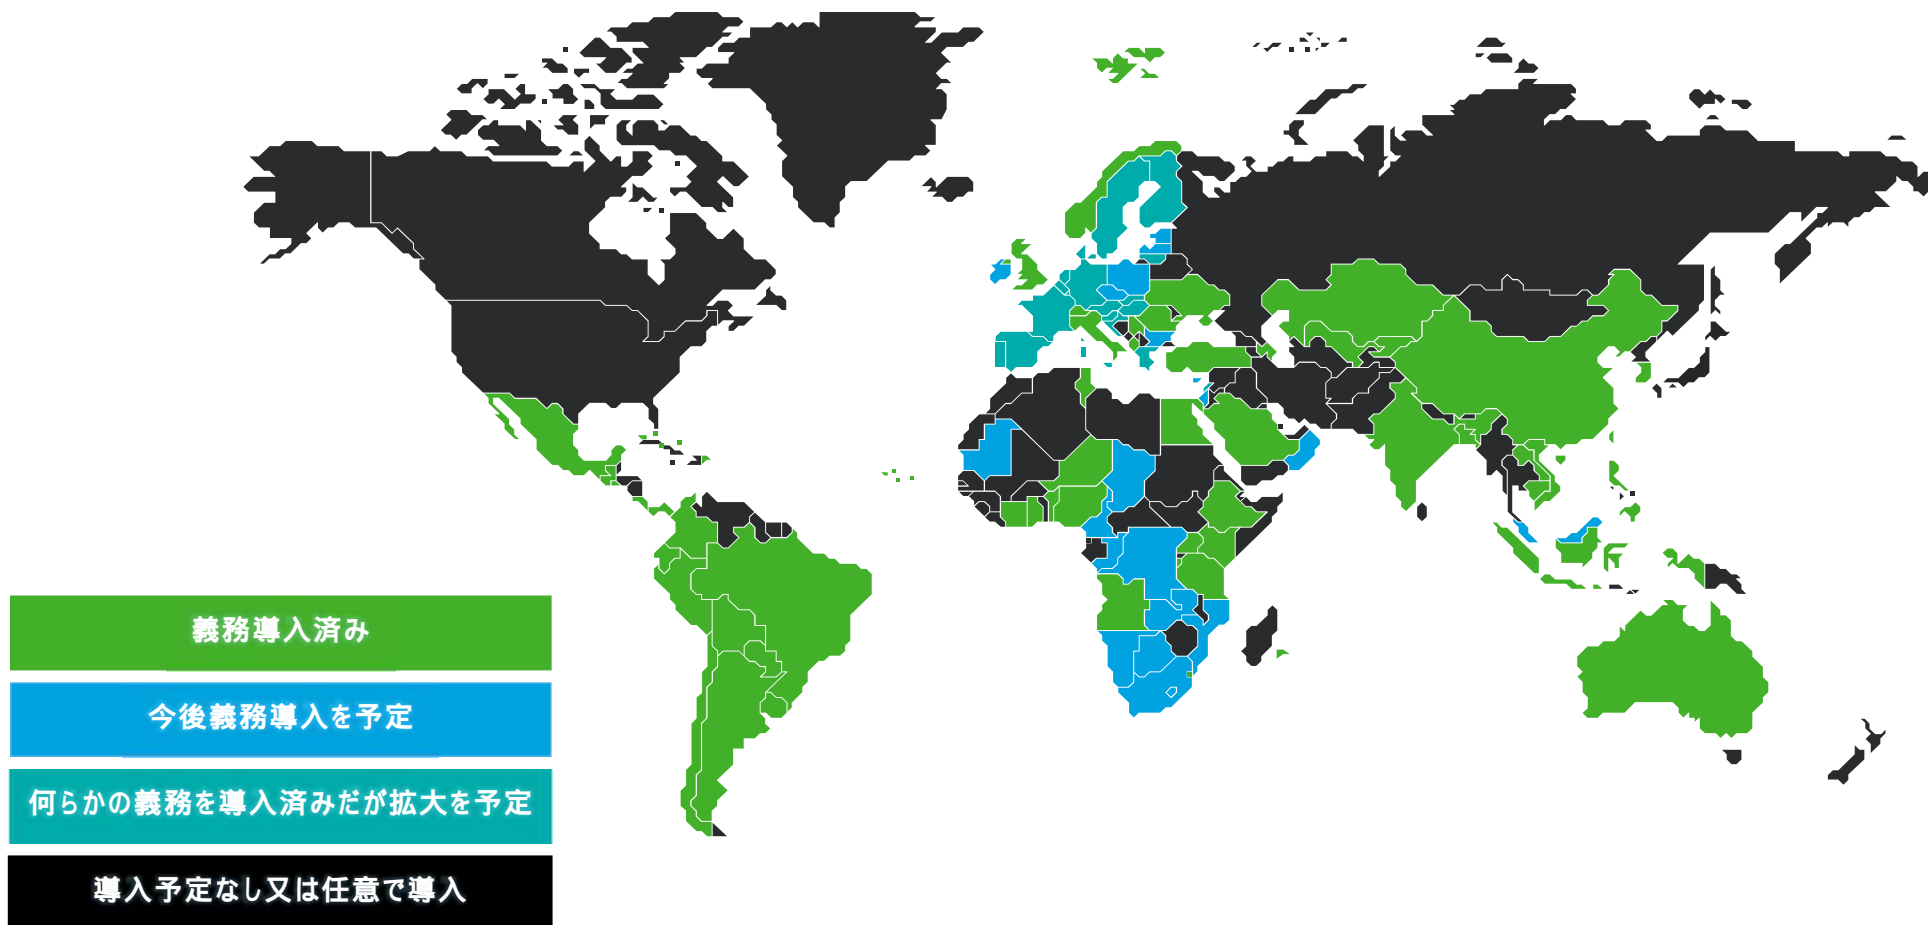 義務導入済み
今後義務導入を予定
何らかの義務を導入済みだが拡大を予定
導入予定なし又は任意で導入